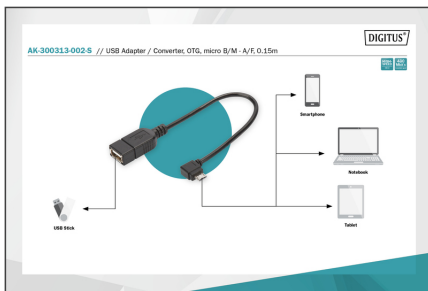 DIGITUS®
AK-300313-002-S // USB Adapter / Converter, OTG, micro B/M - A/F, 0.15m
Smartphone
Notebook
USB Stick
Tablet